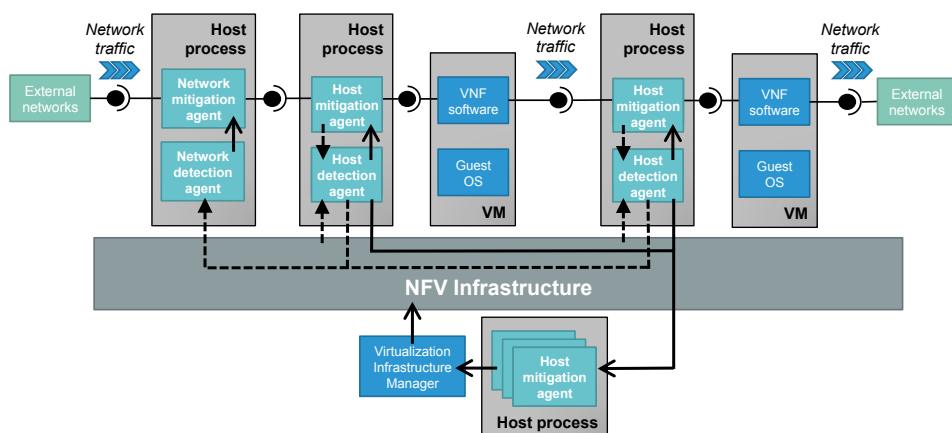 Network
traffic
Host
process
Host
process
Network
traffic
Host
process
Network
traffic
External
networks
Network
mitigation
agent
Host
mitigation
agent
VNF
software
Host
mitigation
agent
VNF
software
External
networks
Network
detection
agent
Host
detection
agent
Guest
OS
Host
detection
agent
Guest
OS
VM
VM
NFV Infrastructure
Virtualization
Infrastructure
Manager
Host
mitigation
agent
Host process